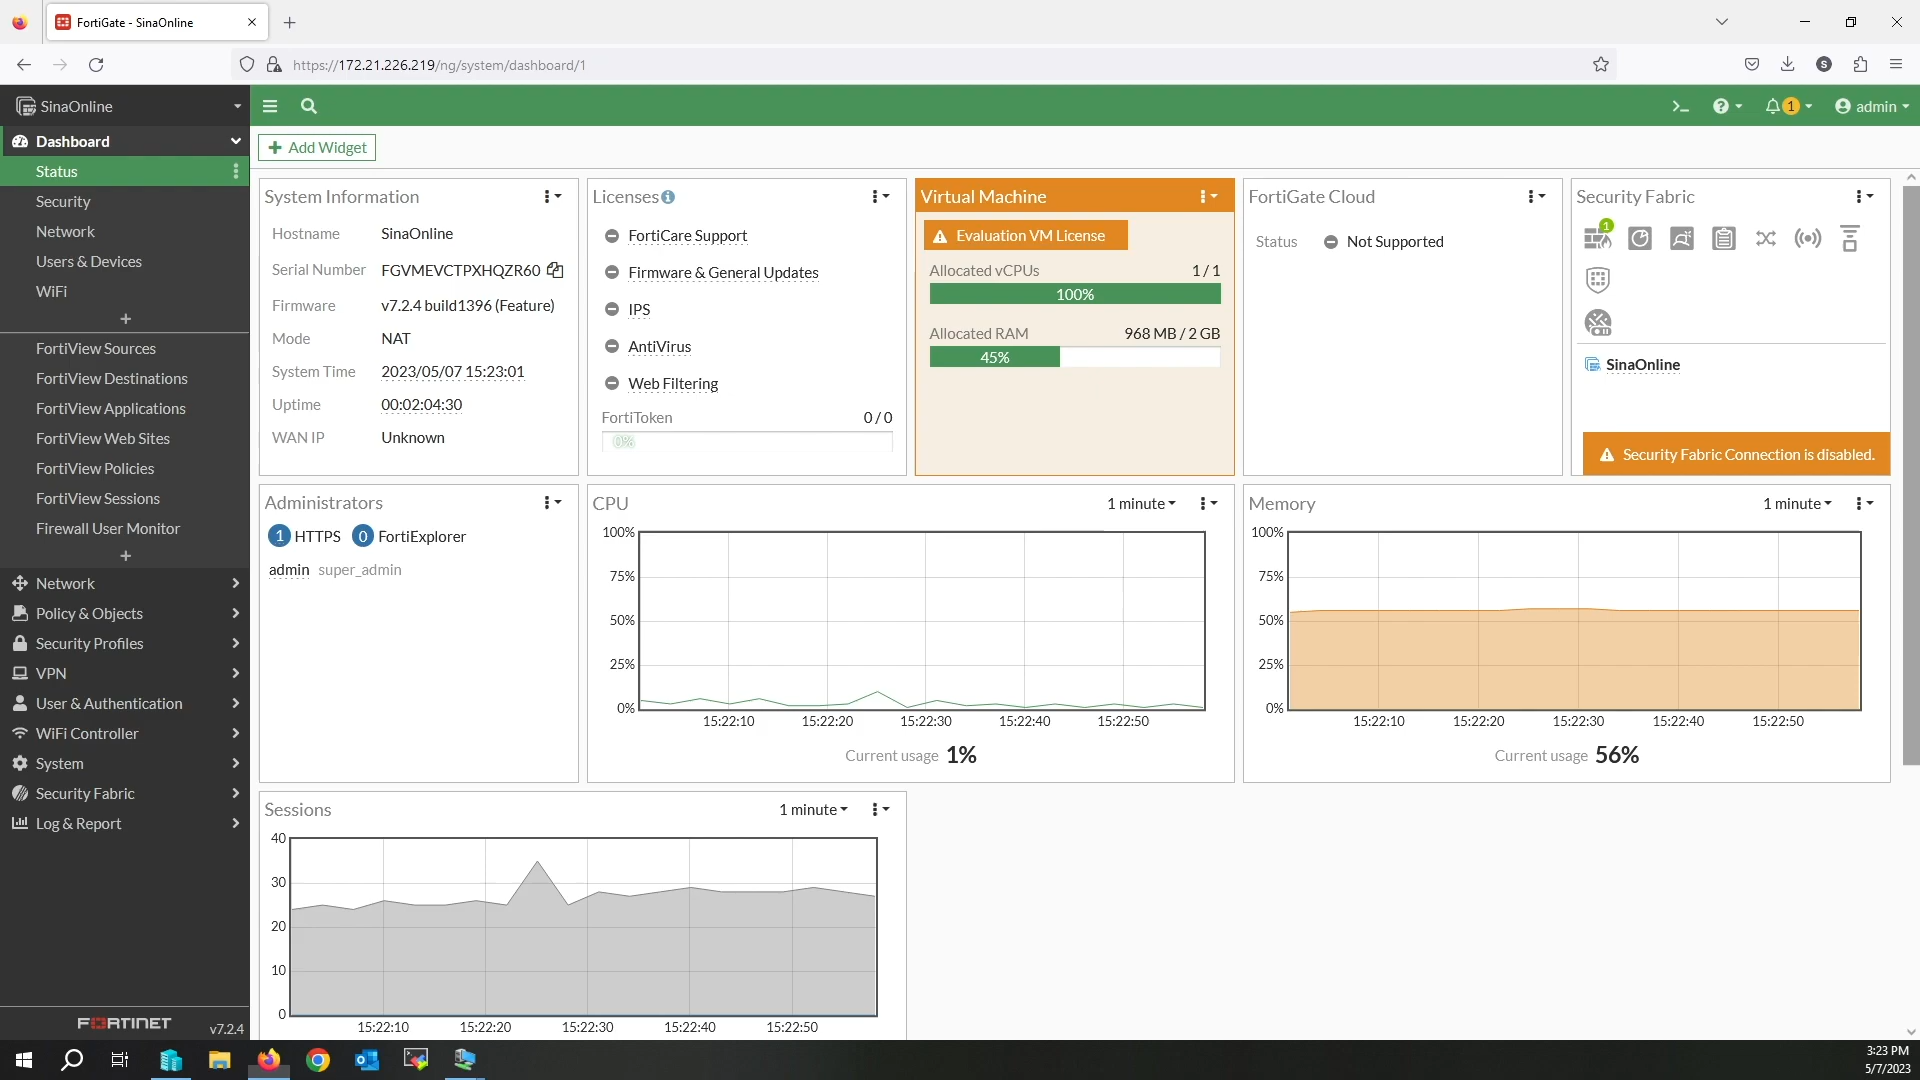 FortiGate - SinaOnline
https://172.21.226.219/ng/system/dashboard/1
SinaOnline
1
admin
Dashboard
Status
Security
Network
Users & Devices
WiFi
FortiView Sources
FortiView Destinations
FortiView Applications
FortiView Web Sites
FortiView Policies
FortiView Sessions
Firewall User Monitor
Network
Policy & Objects
Security Profiles
VPN
User & Authentication
WiFi Controller
System
Security Fabric
Log & Report
FORTINET
v7.2.4
Add Widget
System Information
Hostname SinaOnline
Serial Number FGVMEVCTPXHQZR60
Firmware v7.2.4 build1396 (Feature)
Mode NAT
System Time 2023/05/07 15:23:01
Uptime 00:02:04:30
WAN IP Unknown
Licenses
FortiCare Support
Firmware & General Updates
IPS
AntiVirus
Web Filtering
FortiToken 0 / 0
0%
Virtual Machine
Evaluation VM License
Allocated vCPUs 1 / 1
100%
Allocated RAM 968 MB / 2 GB
45%
FortiGate Cloud
Status Not Supported
Security Fabric
1
SinaOnline
Security Fabric Connection is disabled.
Administrators
1 HTTPS 0 FortiExplorer
admin super_admin
CPU
1 minute
100%
75%
50%
25%
0%
15:22:10 15:22:20 15:22:30 15:22:40 15:22:50
Current usage 1%
Memory
1 minute
100%
75%
50%
25%
0%
15:22:10 15:22:20 15:22:30 15:22:40 15:22:50
Current usage 56%
Sessions
1 minute
40
30
20
10
0
15:22:10 15:22:20 15:22:30 15:22:40 15:22:50
3:23 PM
5/7/2023